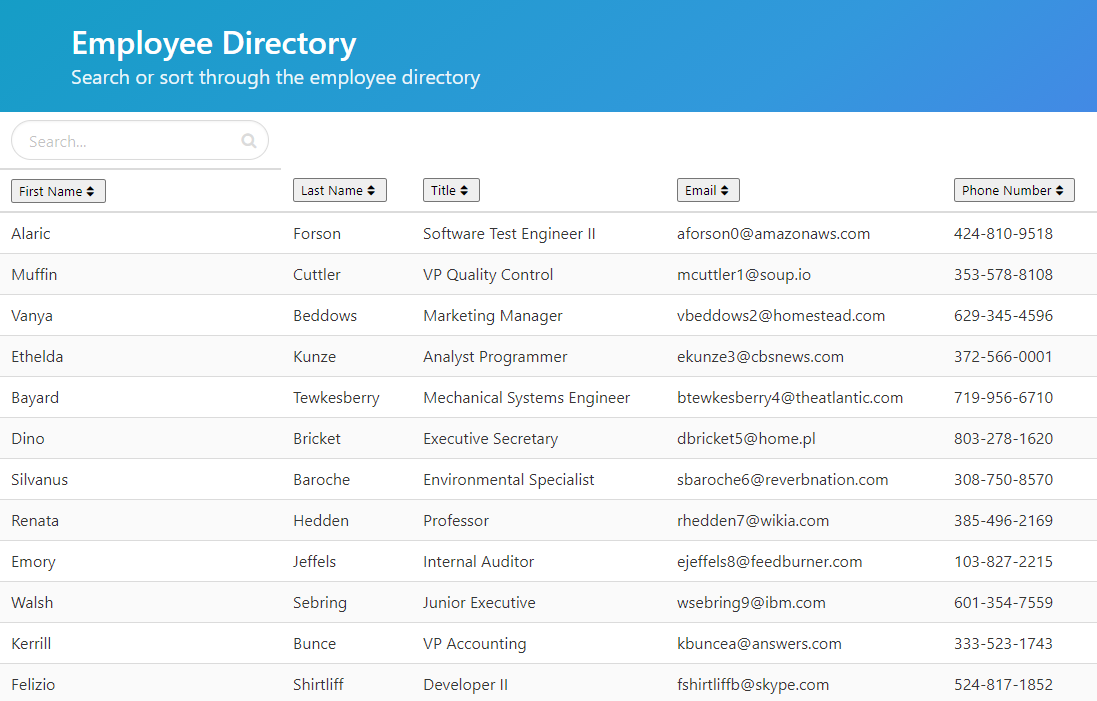 Employee Directory
Search or sort through the employee directory
Search...
First Name Last Name Title Email Phone Number
Alaric Forson Software Test Engineer II aforson0@amazonaws.com 424-810-9518
Muffin Cuttler VP Quality Control mcuttler1@soup.io 353-578-8108
Vanya Beddows Marketing Manager vbeddows2@homestead.com 629-345-4596
Ethelda Kunze Analyst Programmer ekunze3@cbsnews.com 372-566-0001
Bayard Tewkesberry Mechanical Systems Engineer btewkesberry4@theatlantic.com 719-956-6710
Dino Bricket Executive Secretary dbricket5@home.pl 803-278-1620
Silvanus Baroche Environmental Specialist sbaroche6@reverbnation.com 308-750-8570
Renata Hedden Professor rhedden7@wikia.com 385-496-2169
Emory Jeffels Internal Auditor ejeffels8@feedburner.com 103-827-2215
Walsh Sebring Junior Executive wsebring9@ibm.com 601-354-7559
Kerrill Bunce VP Accounting kbuncea@answers.com 333-523-1743
Felizio Shirtliff Developer II fshirtliffb@skype.com 524-817-1852